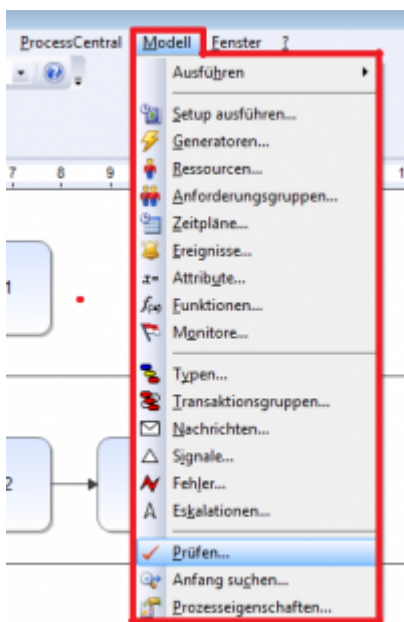 ProcessCentral Modell Fenster ?
Ausführen
Setup ausführen...
Generatoren...
7 8 9 1
Ressourcen...
Anforderungsgruppen...
Zeitpläne...
Ereignisse...
1 x= Attribute...
f(x) Funktionen...
Monitore...
Typen...
Transaktionsgruppen...
Nachrichten...
2 Signale...
Fehler...
Eskalationen...
Prüfen...
Anfang suchen...
Prozesseigenschaften...